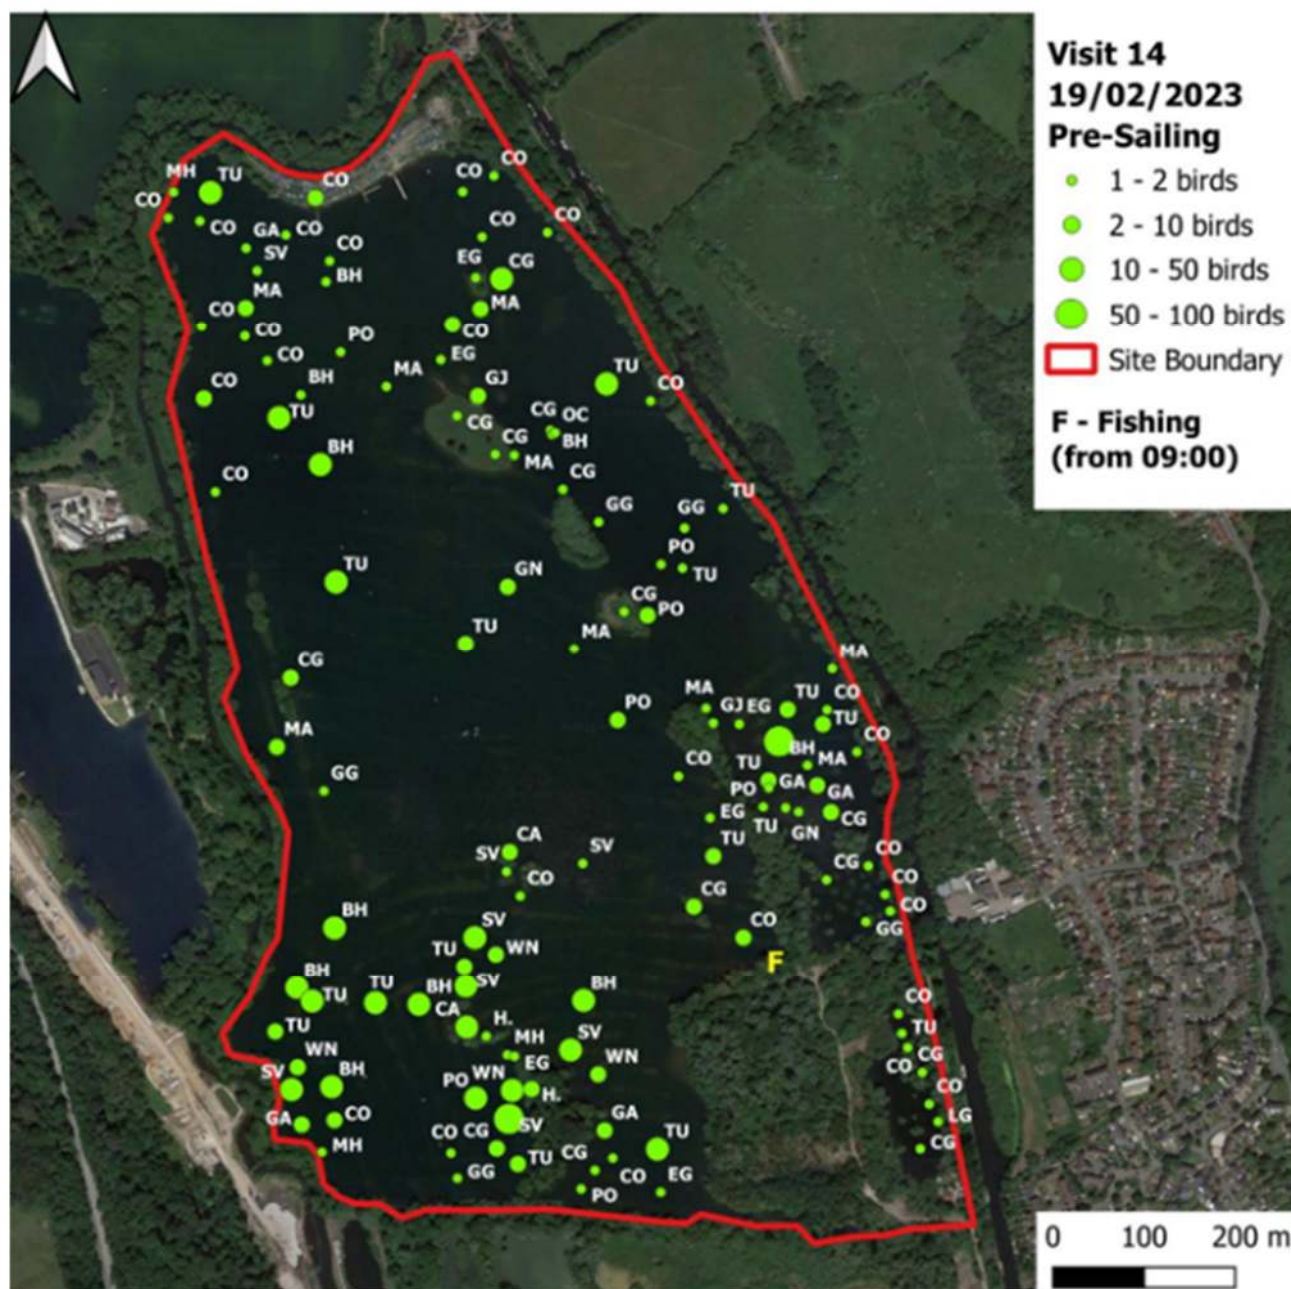 Visit 14
19/02/2023
Pre-Sailing
1 - 2 birds
2 - 10 birds
10 - 50 birds
50 - 100 birds
Site Boundary
F - Fishing
(from 09:00)
CO
CO
MH
TU
CO
CO
CO
GA
CO
CO
CO
SV
CO
EG
CG
BH
MA
MA
CO
CO
CO
PO
CO
EG
TU
BH
MA
GJ
CO
CO
TU
CG
CG
OC
BH
BH
CG
MA
CG
CO
TU
GG
GG
PO
TU
TU
GN
CG
PO
TU
MA
MA
CG
MA
GJ
EG
TU
CO
PO
TU
MA
BH
CO
CO
TU
MA
GG
PO
GA
GA
EG
TU
GN
CG
CA
SV
SV
TU
CO
CG
CO
CO
CG
CO
BH
SV
CO
GG
TU
WN
F
BH
SV
BH
TU
TU
BH
CO
CA
H.
TU
SV
TU
WN
MH
EG
WN
CG
CO
SV
BH
PO
WN
H.
CO
GA
CO
SV
GA
LG
CO
CG
TU
CG
MH
GG
TU
CG
CO
EG
PO
0 100 200 m